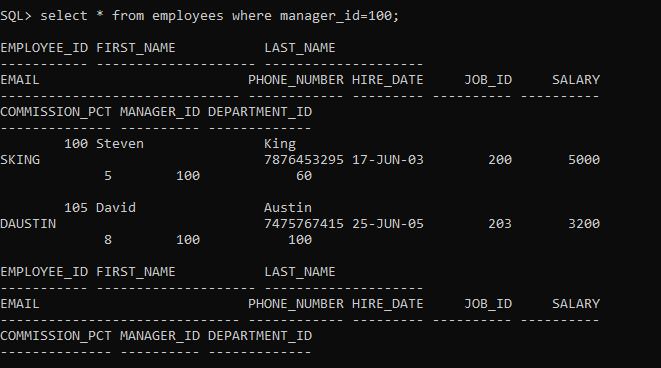 SQL> select * from employees where manager_id=100;
EMPLOYEE_ID FIRST_NAME           LAST_NAME
----------- -------------------- --------------------
EMAIL                          PHONE_NUMBER HIRE_DATE     JOB_ID     SALARY
------------------------------ ------------ --------- ---------- ----------
COMMISSION_PCT MANAGER_ID DEPARTMENT_ID
-------------- ---------- -------------
        100 Steven               King
SKING                            7876453295 17-JUN-03        200       5000
             5        100            60
        105 David                Austin
DAUSTIN                          7475767415 25-JUN-05        203       3200
             8        100           100
EMPLOYEE_ID FIRST_NAME           LAST_NAME
----------- -------------------- --------------------
EMAIL                          PHONE_NUMBER HIRE_DATE     JOB_ID     SALARY
------------------------------ ------------ --------- ---------- ----------
COMMISSION_PCT MANAGER_ID DEPARTMENT_ID
-------------- ---------- -------------